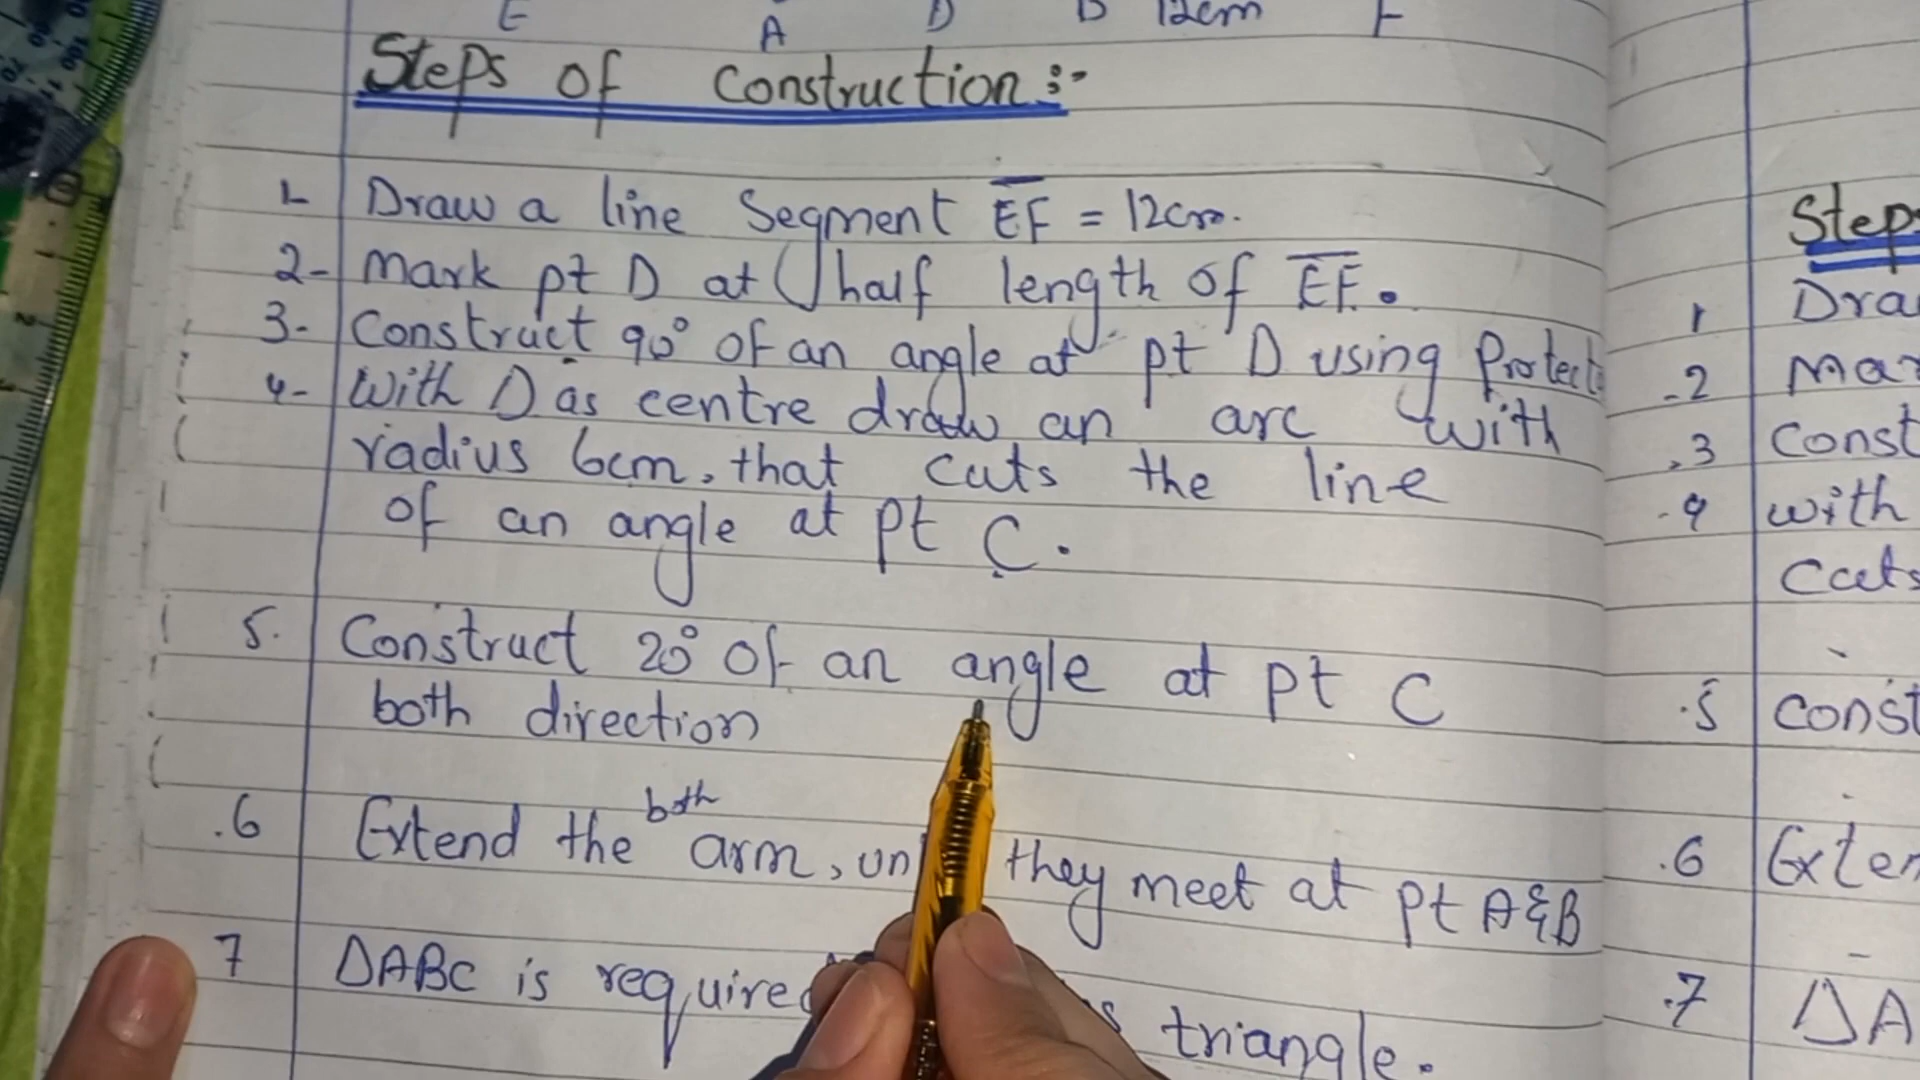 E A D B 12cm F
Steps of Construction :-
1- Draw a line Segment EF = 12cm.
2- Mark pt D at half length of EF.
3- Construct 90° of an angle at pt D using Protect
4- With D as centre draw an arc with
radius 6cm, that cuts the line
of an angle at Pt C.
5. Construct 20° of an angle at pt C
both direction
.6 Extend the both arm, un they meet at pt A&B
7 △ABC is require triangle.
Steps
1 Dra
.2 Mar
.3 Const
.4 with
Cuts
.5 Const
.6 Exten
.7 △A